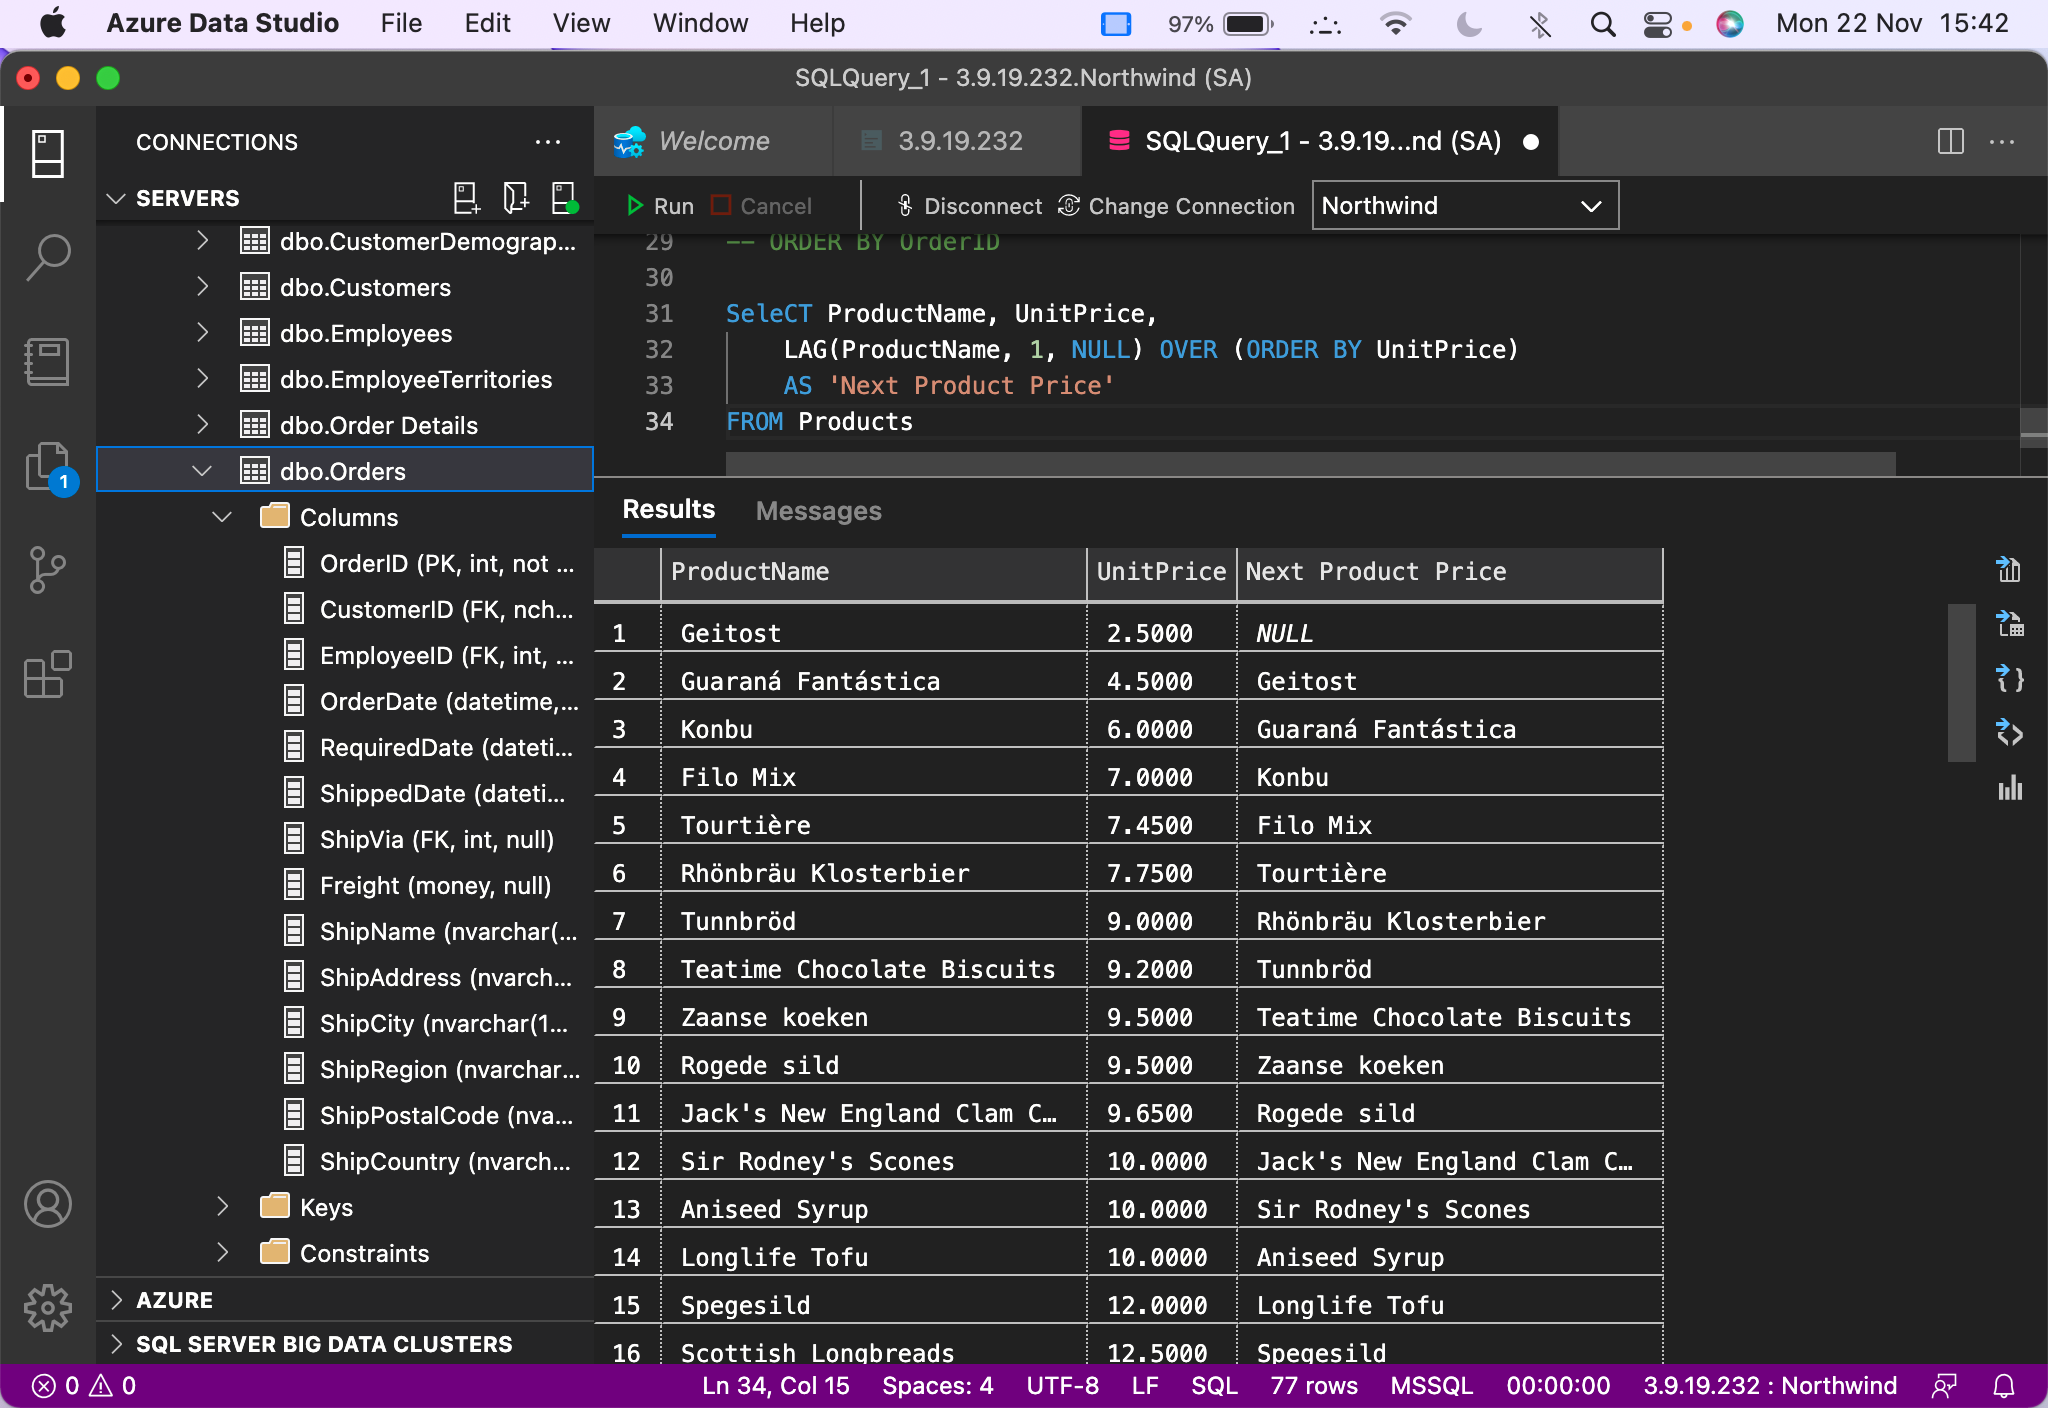 Azure Data Studio File Edit View Window Help 97% Mon 22 Nov 15:42
SQLQuery_1 - 3.9.19.232.Northwind (SA)
CONNECTIONS
SERVERS
dbo.CustomerDemograp...
dbo.Customers
dbo.Employees
dbo.EmployeeTerritories
dbo.Order Details
dbo.Orders
Columns
OrderID (PK, int, not ...
CustomerID (FK, nch...
EmployeeID (FK, int, ...
OrderDate (datetime,...
RequiredDate (dateti...
ShippedDate (dateti...
ShipVia (FK, int, null)
Freight (money, null)
ShipName (nvarchar(...
ShipAddress (nvarch...
ShipCity (nvarchar(1...
ShipRegion (nvarchar...
ShipPostalCode (nva...
ShipCountry (nvarch...
Keys
Constraints
AZURE
SQL SERVER BIG DATA CLUSTERS
1
Welcome 3.9.19.232 SQLQuery_1 - 3.9.19...nd (SA)
Run Cancel Disconnect Change Connection Northwind
29 -- ORDER BY OrderID
30
31 SeleCT ProductName, UnitPrice,
32 LAG(ProductName, 1, NULL) OVER (ORDER BY UnitPrice)
33 AS 'Next Product Price'
34 FROM Products
Results Messages
ProductName UnitPrice Next Product Price
1 Geitost 2.5000 NULL
2 Guaraná Fantástica 4.5000 Geitost
3 Konbu 6.0000 Guaraná Fantástica
4 Filo Mix 7.0000 Konbu
5 Tourtière 7.4500 Filo Mix
6 Rhönbräu Klosterbier 7.7500 Tourtière
7 Tunnbröd 9.0000 Rhönbräu Klosterbier
8 Teatime Chocolate Biscuits 9.2000 Tunnbröd
9 Zaanse koeken 9.5000 Teatime Chocolate Biscuits
10 Rogede sild 9.5000 Zaanse koeken
11 Jack's New England Clam C… 9.6500 Rogede sild
12 Sir Rodney's Scones 10.0000 Jack's New England Clam C…
13 Aniseed Syrup 10.0000 Sir Rodney's Scones
14 Longlife Tofu 10.0000 Aniseed Syrup
15 Spegesild 12.0000 Longlife Tofu
16 Scottish Longbreads 12.5000 Spegesild
0 0 Ln 34, Col 15 Spaces: 4 UTF-8 LF SQL 77 rows MSSQL 00:00:00 3.9.19.232 : Northwind